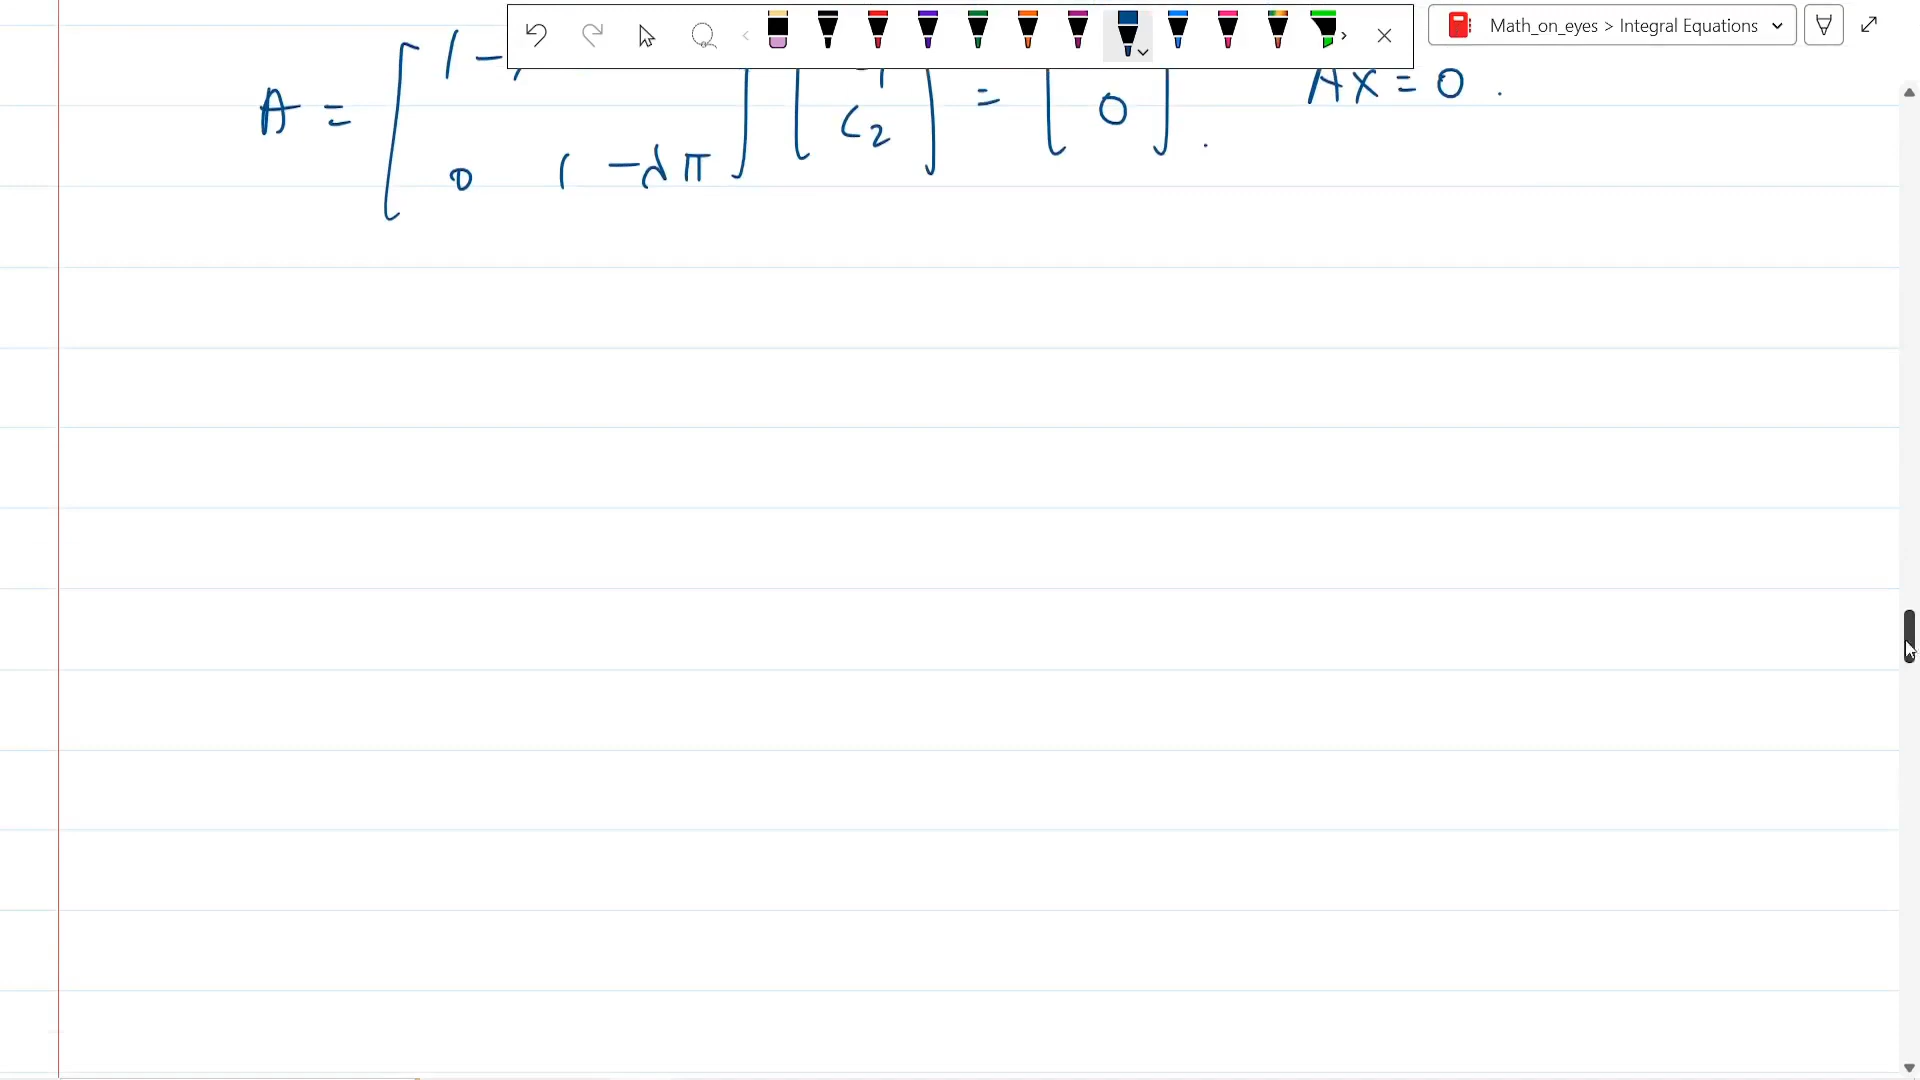 Math_on_eyes > Integral Equations
A = [ 1 - [ = [ AX = 0 .
0 1 -λπ ] C2 ] 0 ] .